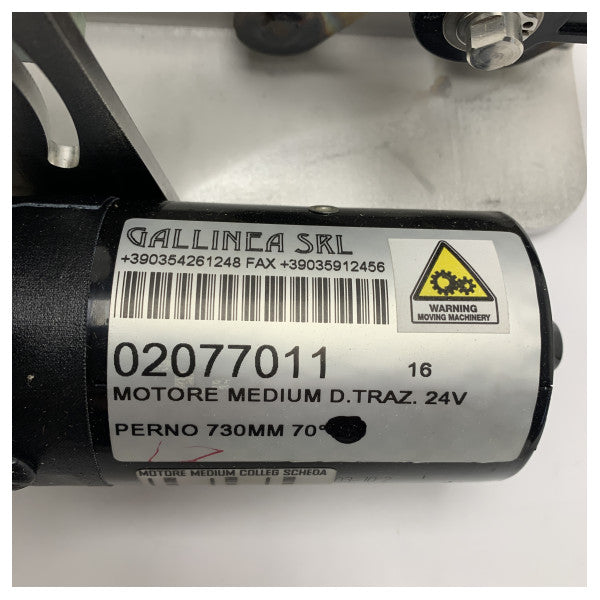 GALLINEA SRL
+390354261248 FAX +39035912456
WARNING
MOVING MACHINERY
02077011 16
MOTORE MEDIUM D.TRAZ. 24V
PERNO 730MM 70°
MOTORE MEDIUM COLLEG SCHEDA